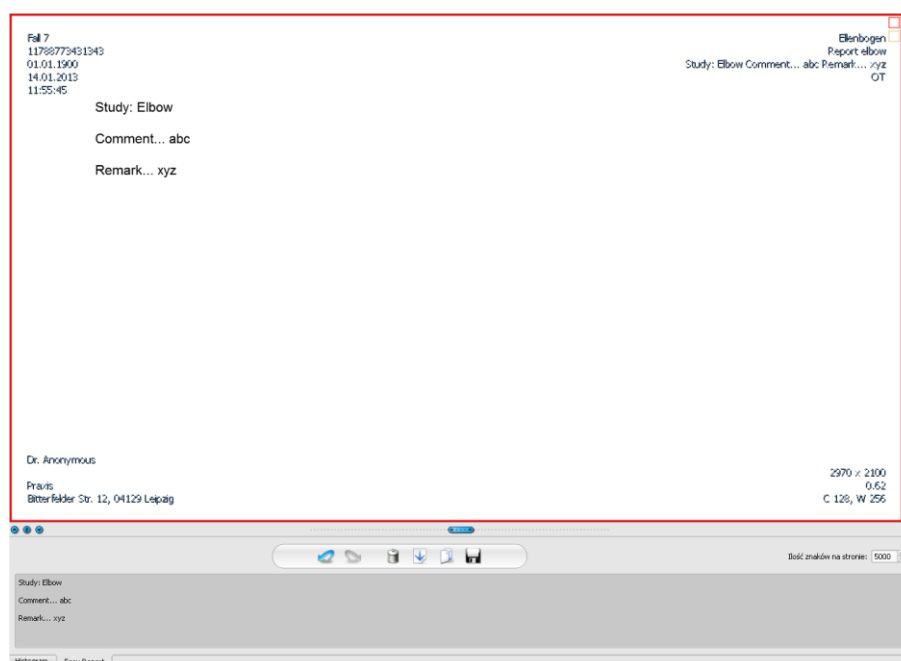 Fall 7
11788773431343
01.01.1900
14.01.2013
11:55:45
Ellenbogen
Report elbow
Study: Elbow Comment... abc Remark... xyz
OT
Study: Elbow
Comment... abc
Remark... xyz
Dr. Anonymous
Praxis
Bitterfelder Str. 12, 04129 Leipzig
2970 x 2100
0.62
C 128, W 256
Ilość znaków na stronie: 5000
Study: Elbow
Comment... abc
Remark... xyz
Histogram Easy Report